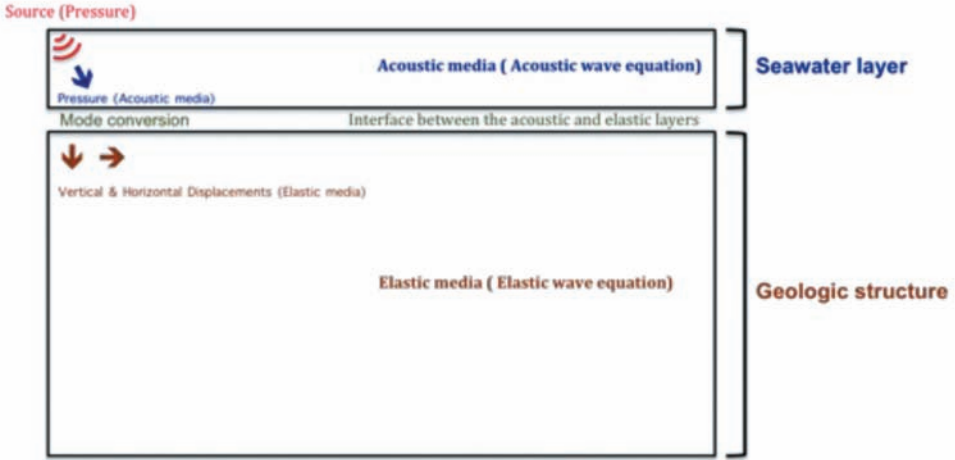 Source (Pressure)
Acoustic media ( Acoustic wave equation)
Seawater layer
Pressure (Acoustic media)
Mode conversion
Interface between the acoustic and elastic layers
Vertical & Horizontal Displacements (Elastic media)
Elastic media ( Elastic wave equation)
Geologic structure